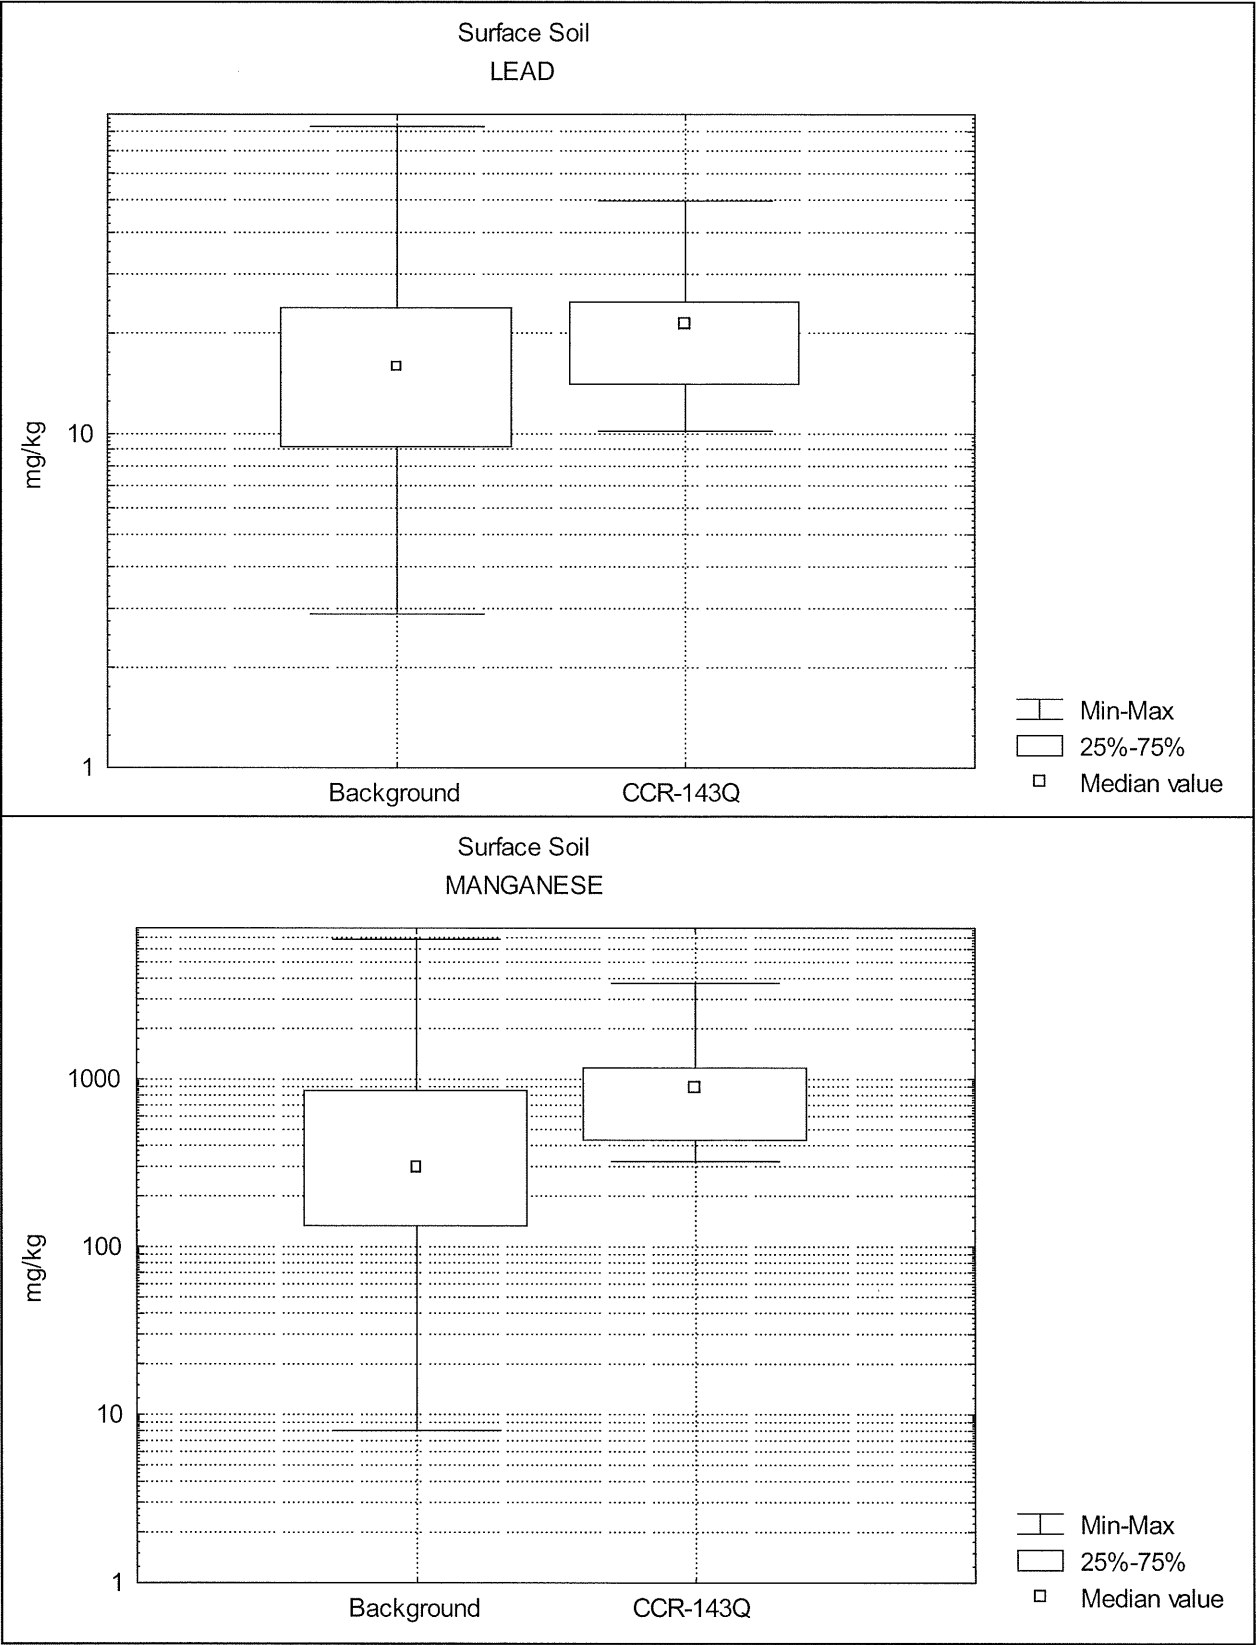 Surface Soil
LEAD
mg/kg
10
1
Background
CCR-143Q
Min-Max
25%-75%
Median value
Surface Soil
MANGANESE
mg/kg
1000
100
10
1
Background
CCR-143Q
Min-Max
25%-75%
Median value